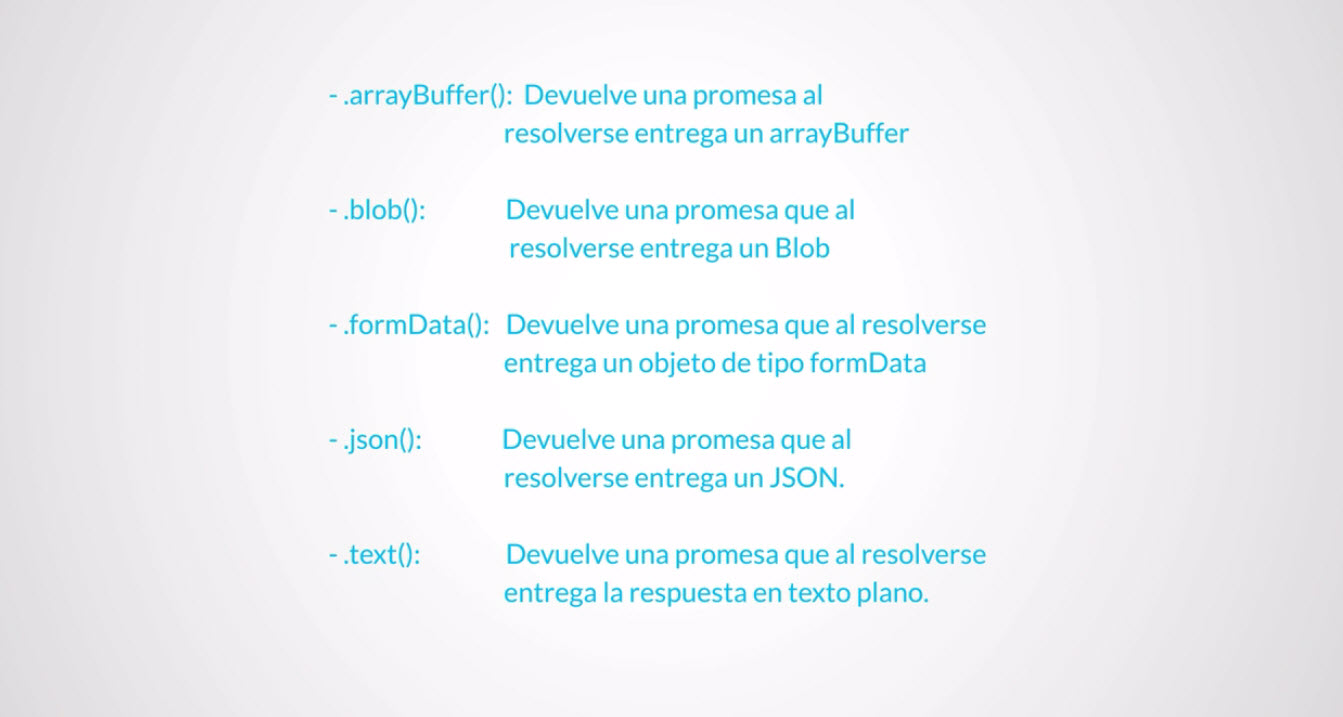 - .arrayBuffer(): Devuelve una promesa al
resolverse entrega un arrayBuffer
- .blob(): Devuelve una promesa que al
resolverse entrega un Blob
- .formData(): Devuelve una promesa que al resolverse
entrega un objeto de tipo formData
- .json(): Devuelve una promesa que al
resolverse entrega un JSON.
- .text(): Devuelve una promesa que al resolverse
entrega la respuesta en texto plano.